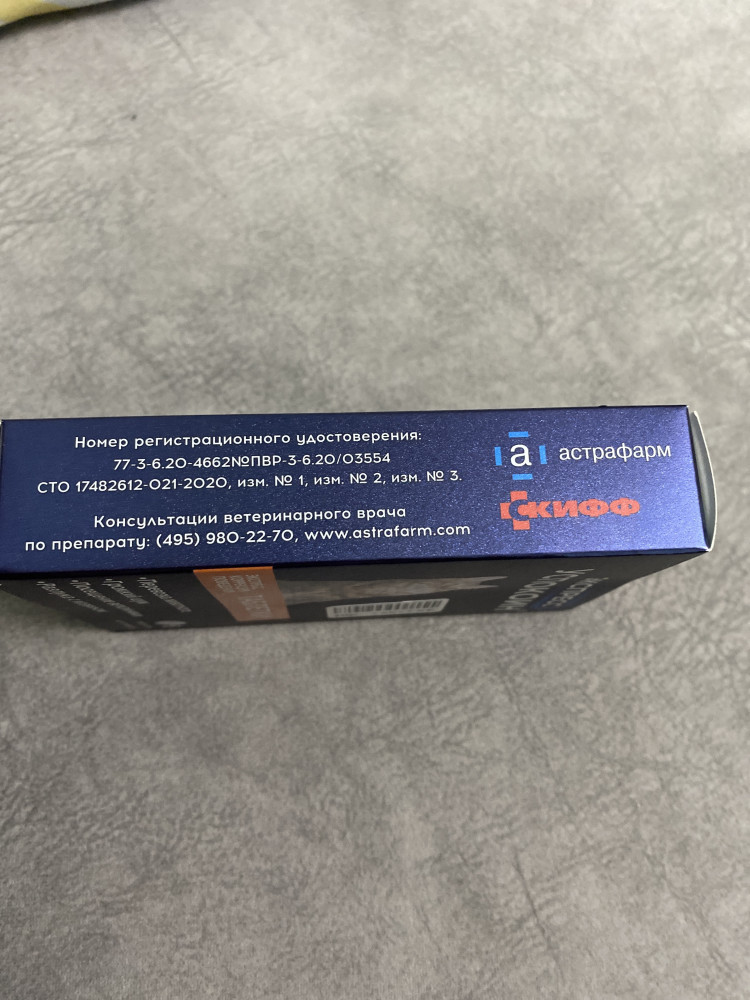 Номер регистрационного удостоверения:
77-3-6.20-4662№ПВР-3-6.20/03554
СТО 17482612-021-2020, изм. № 1, изм. № 2, изм. № 3.
Консультации ветеринарного врача
по препарату: (495) 980-22-70, www.astrafarm.com
а астрафарм
СКИФФ